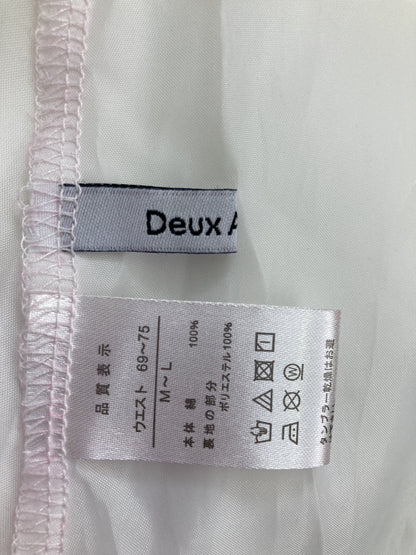 Deux A
品質表示
ウエスト 69～75
M～L
本体 綿 100%
裏地の部分
ポリエステル100%
タンブラー乾燥はお避